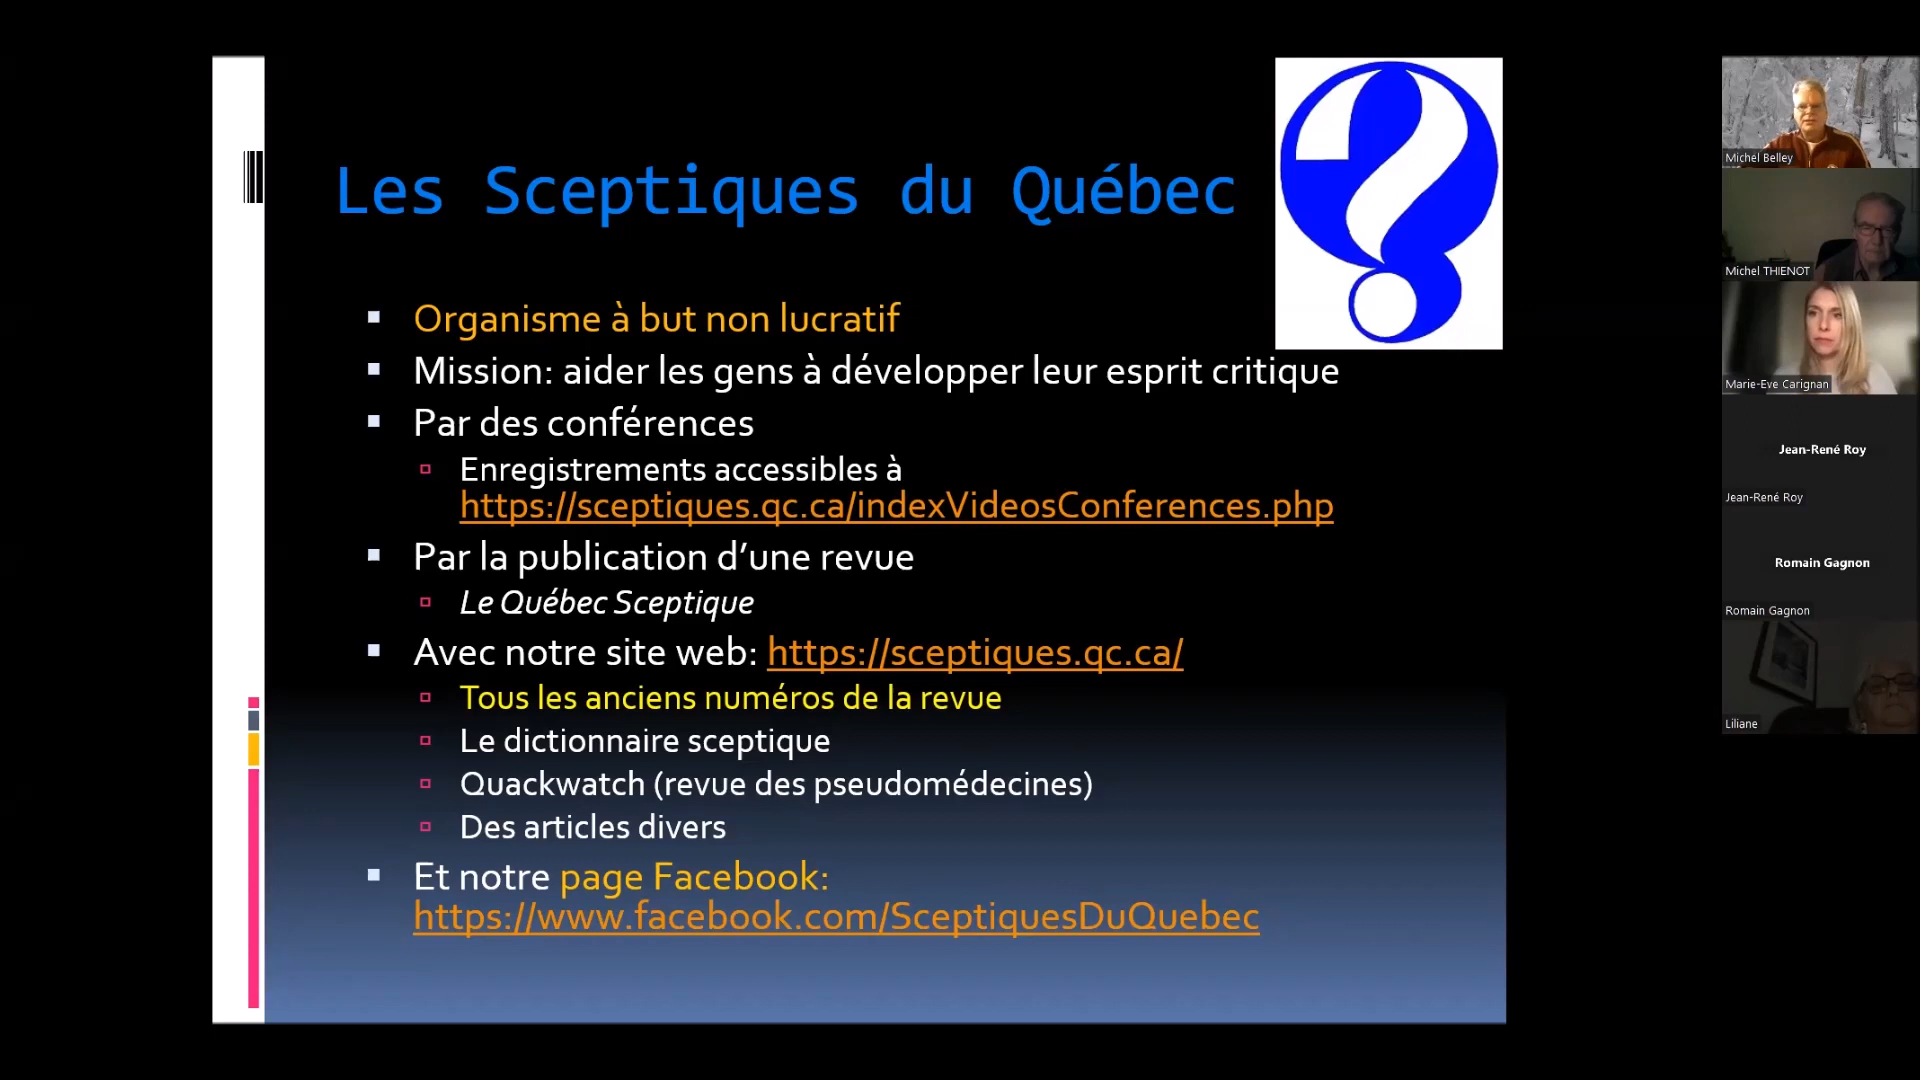 Les Sceptiques du Québec
Organisme à but non lucratif
Mission: aider les gens à développer leur esprit critique
Par des conférences
Enregistrements accessibles à
https://sceptiques.qc.ca/indexVideosConferences.php
Par la publication d’une revue
Le Québec Sceptique
Avec notre site web: https://sceptiques.qc.ca/
Tous les anciens numéros de la revue
Le dictionnaire sceptique
Quackwatch (revue des pseudomédecines)
Des articles divers
Et notre page Facebook:
https://www.facebook.com/SceptiquesDuQuebec
Michel Belley
Michel THIENOT
Marie-Eve Carignan
Jean-René Roy
Jean-René Roy
Romain Gagnon
Romain Gagnon
Liliane